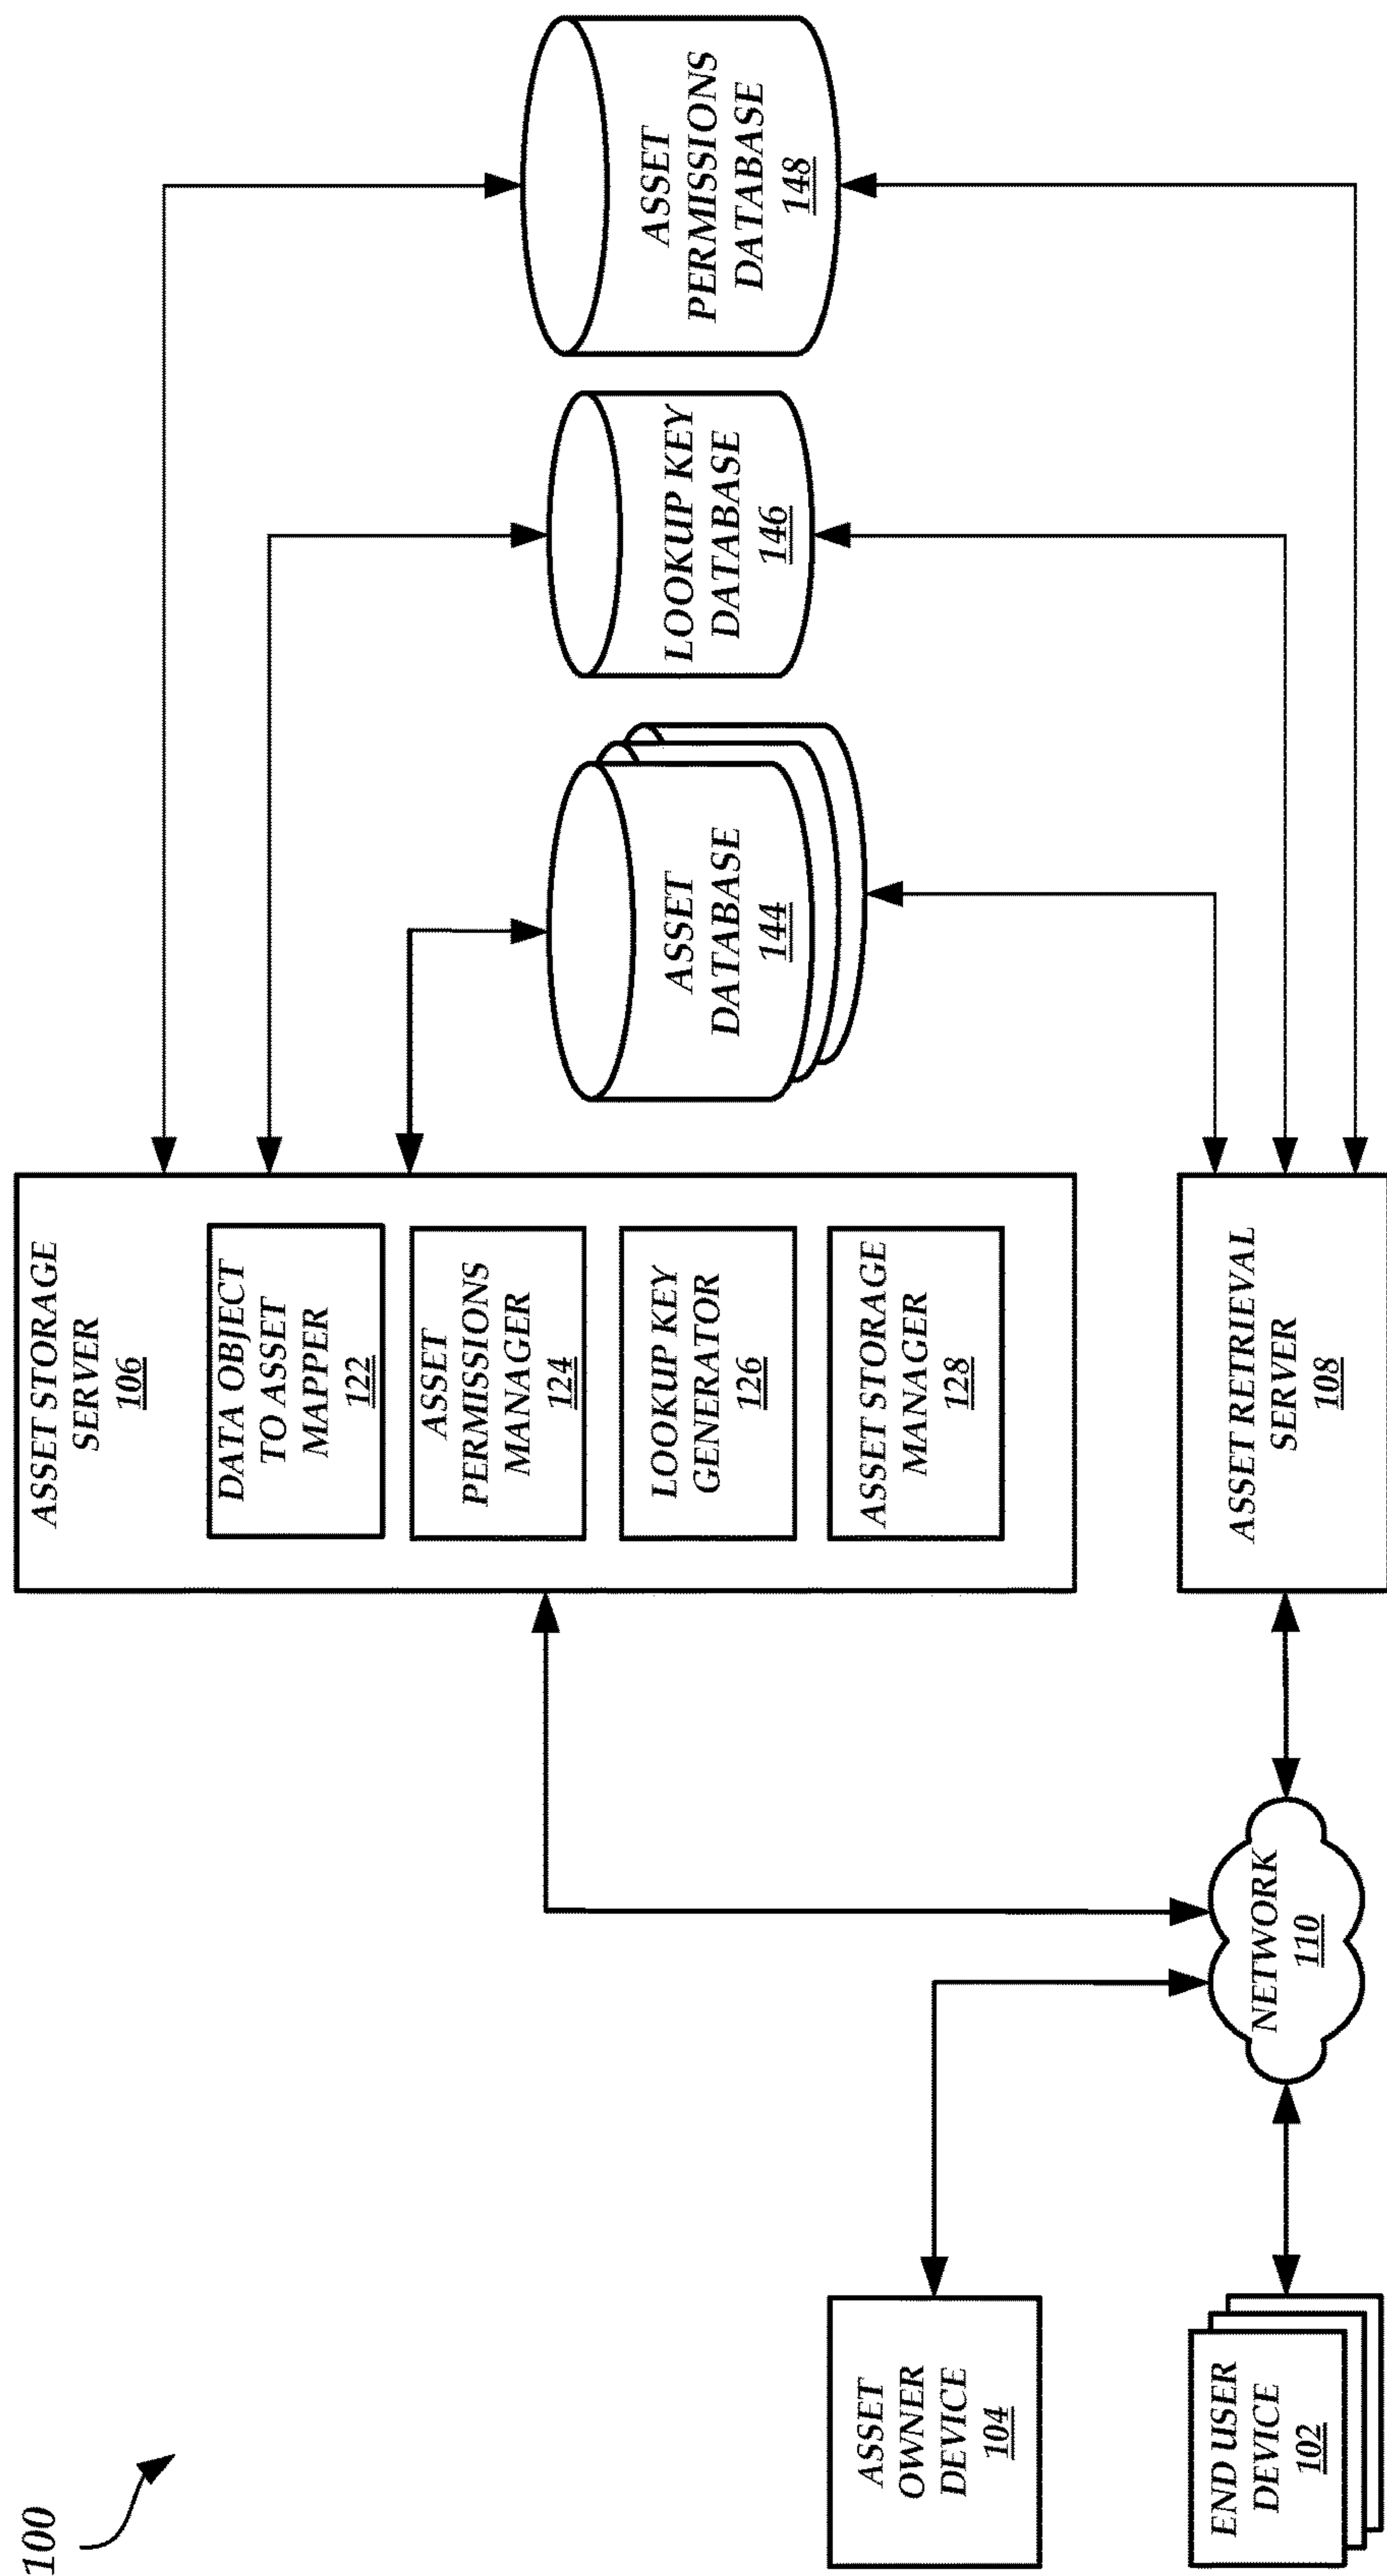 100
ASSET STORAGE
SERVER
106
DATA OBJECT
TO ASSET
MAPPER
122
ASSET
PERMISSIONS
MANAGER
124
LOOKUP KEY
GENERATOR
126
ASSET STORAGE
MANAGER
128
ASSET
DATABASE
144
LOOKUP KEY
DATABASE
146
ASSET
PERMISSIONS
DATABASE
148
ASSET
OWNER
DEVICE
104
END USER
DEVICE
102
NETWORK
110
ASSET RETRIEVAL
SERVER
108